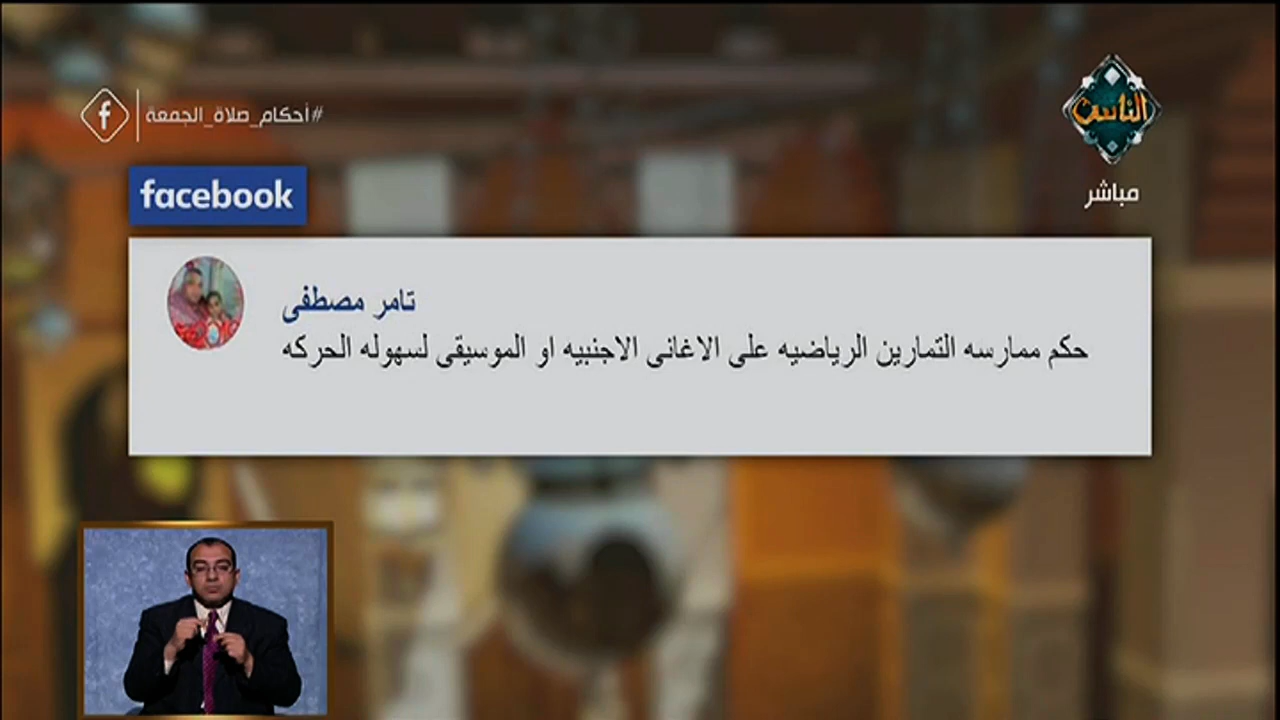 #أحكام_صلاة_الجمعة
الناس
مباشر
facebook
تامر مصطفى
حكم ممارسه التمارين الرياضيه على الاغانى الاجنبيه او الموسيقى لسهوله الحركه